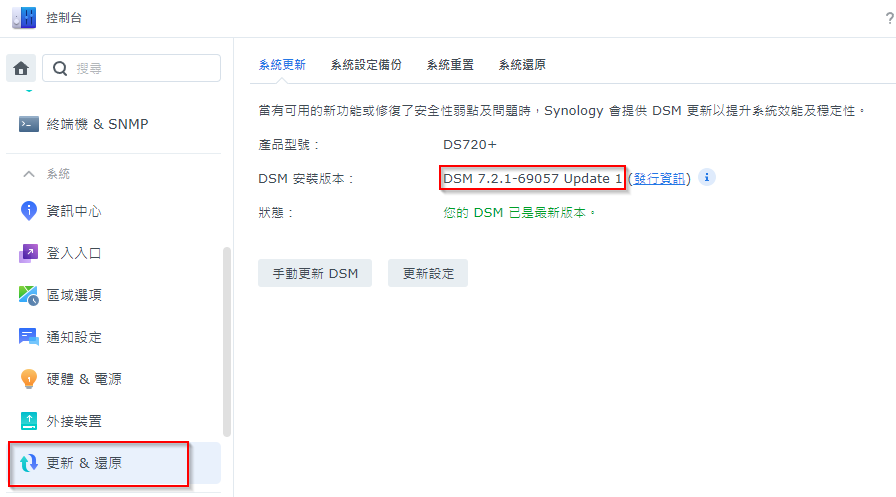 控制台
?
搜尋
終端機 & SNMP
系統
資訊中心
登入入口
區域選項
通知設定
硬體 & 電源
外接裝置
更新 & 還原
系統更新 系統設定備份 系統重置 系統還原
當有可用的新功能或修復了安全性弱點及問題時，Synology 會提供 DSM 更新以提升系統效能及穩定性。
產品型號： DS720+
DSM 安裝版本： DSM 7.2.1-69057 Update 1 (發行資訊) i
狀態： 您的 DSM 已是最新版本。
手動更新 DSM 更新設定